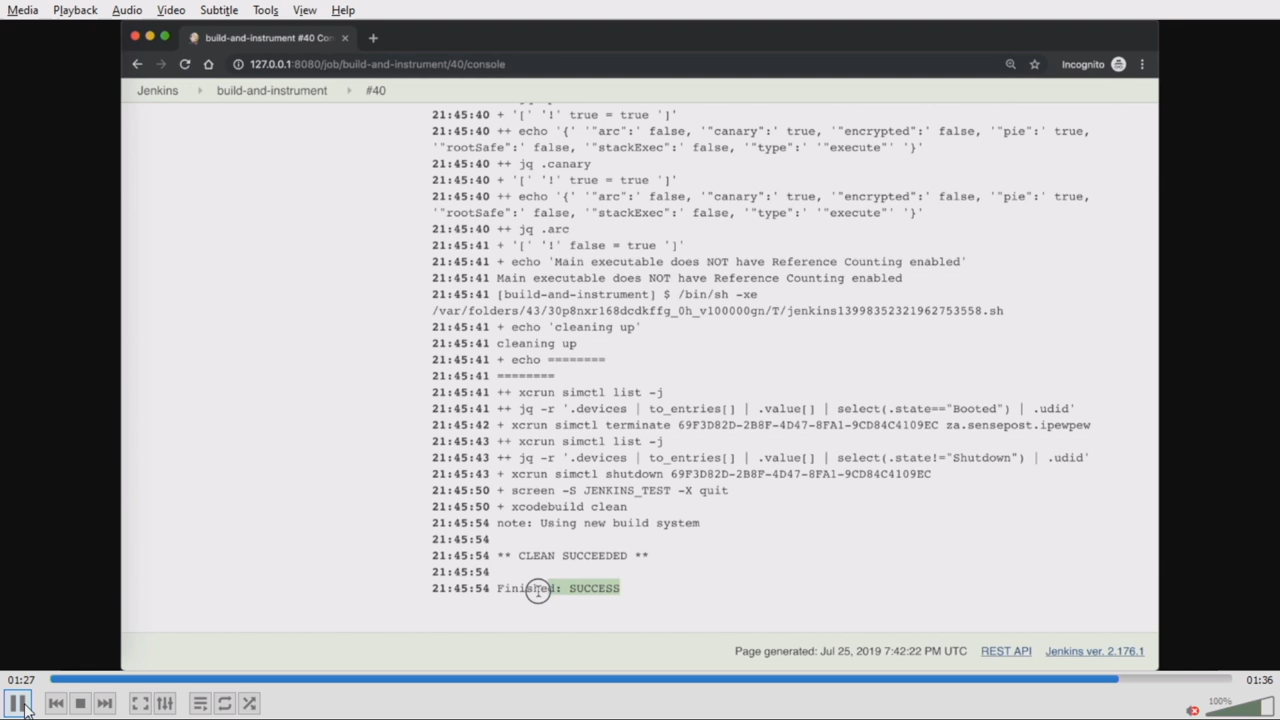 Media Playback Audio Video Subtitle Tools View Help
build-and-instrument #40 Con
127.0.0.1:8080/job/build-and-instrument/40/console
Incognito
Jenkins build-and-instrument #40
21:45:40 + '[' '!' true = true ']'
21:45:40 ++ echo '{' '"arc":' false, '"canary":' true, '"encrypted":' false, '"pie":' true,
'"rootSafe":' false, '"stackExec":' false, '"type":' '"execute"' '}'
21:45:40 ++ jq .canary
21:45:40 + '[' '!' true = true ']'
21:45:40 ++ echo '{' '"arc":' false, '"canary":' true, '"encrypted":' false, '"pie":' true,
'"rootSafe":' false, '"stackExec":' false, '"type":' '"execute"' '}'
21:45:40 ++ jq .arc
21:45:41 + '[' '!' false = true ']'
21:45:41 + echo 'Main executable does NOT have Reference Counting enabled'
21:45:41 Main executable does NOT have Reference Counting enabled
21:45:41 [build-and-instrument] $ /bin/sh -xe
/var/folders/43/30p8nxr168dcdkffg_0h_v100000gn/T/jenkins13998352321962753558.sh
21:45:41 + echo 'cleaning up'
21:45:41 cleaning up
21:45:41 + echo ========
21:45:41 ========
21:45:41 ++ xcrun simctl list -j
21:45:41 ++ jq -r '.devices | to_entries[] | .value[] | select(.state=="Booted") | .udid'
21:45:42 + xcrun simctl terminate 69F3D82D-2B8F-4D47-8FA1-9CD84C4109EC za.sensepost.ipewpew
21:45:43 ++ xcrun simctl list -j
21:45:43 ++ jq -r '.devices | to_entries[] | .value[] | select(.state!="Shutdown") | .udid'
21:45:43 + xcrun simctl shutdown 69F3D82D-2B8F-4D47-8FA1-9CD84C4109EC
21:45:50 + screen -S JENKINS_TEST -X quit
21:45:50 + xcodebuild clean
21:45:54 note: Using new build system
21:45:54
21:45:54 ** CLEAN SUCCEEDED **
21:45:54
21:45:54 Finished: SUCCESS
Page generated: Jul 25, 2019 7:42:22 PM UTC REST API Jenkins ver. 2.176.1
01:27 01:36
100%